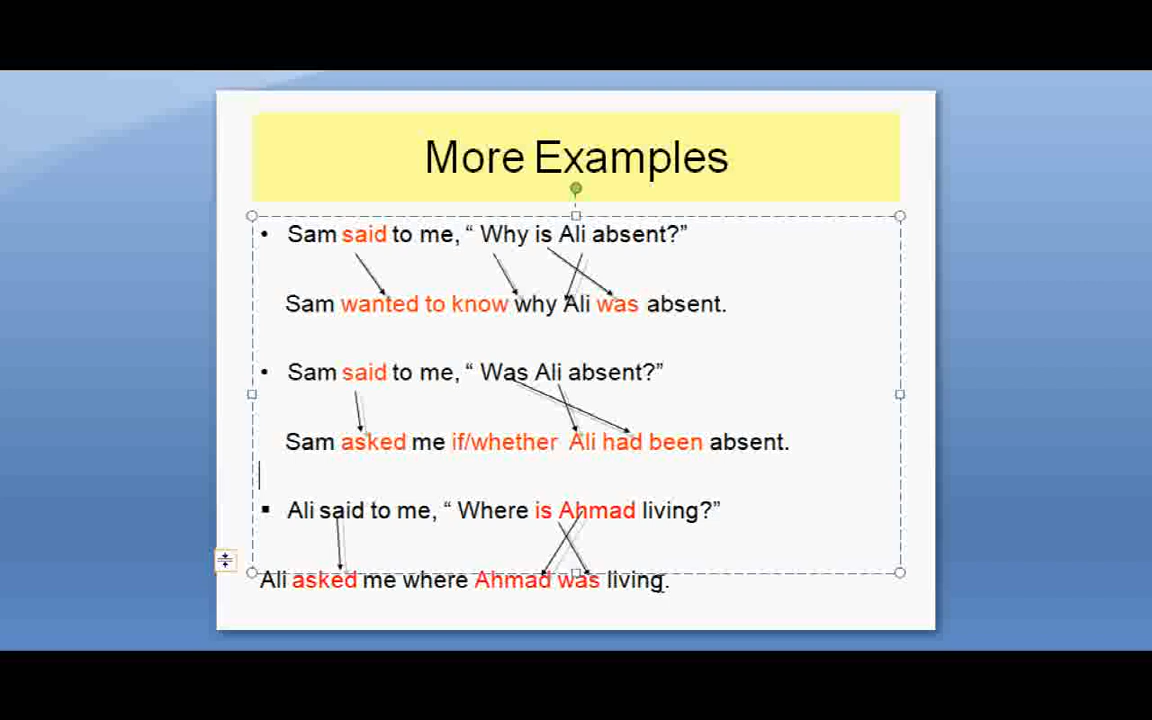 More Examples
• Sam said to me, “ Why is Ali absent?”
Sam wanted to know why Ali was absent.
• Sam said to me, “ Was Ali absent?”
Sam asked me if/whether Ali had been absent.
▪ Ali said to me, “ Where is Ahmad living?”
Ali asked me where Ahmad was living.